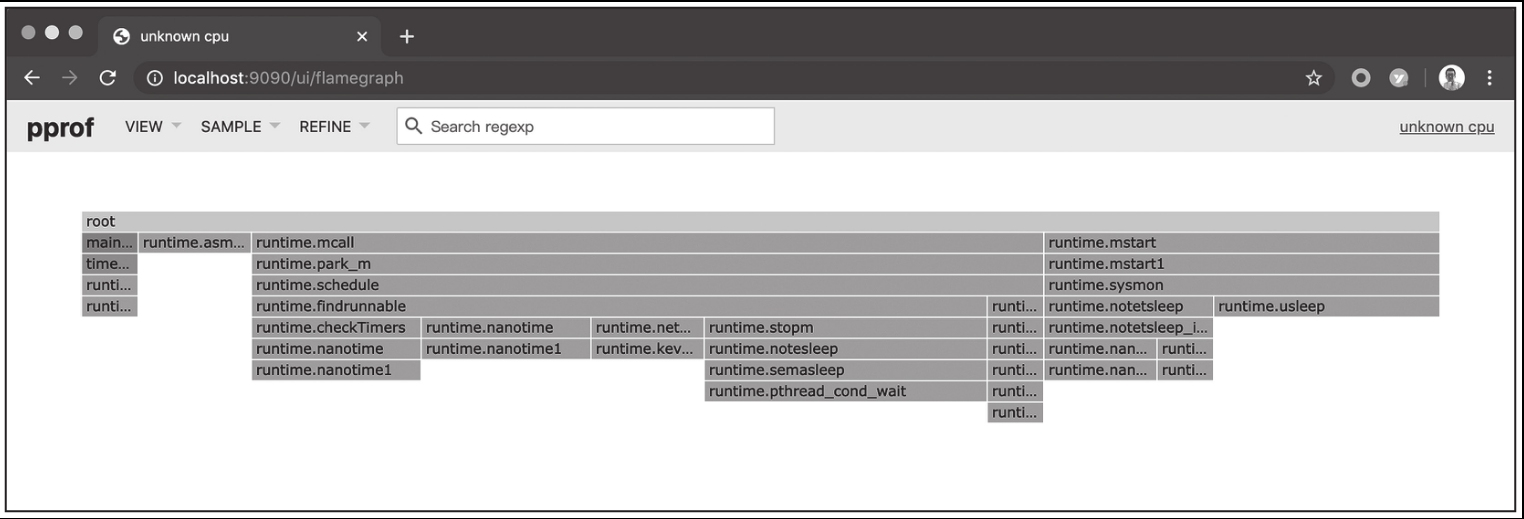 unknown cpu
localhost:9090/ui/flamegraph
pprof VIEW SAMPLE REFINE Search regexp unknown cpu
root
main... runtime.asm... runtime.mcall runtime.mstart
time... runtime.park_m runtime.mstart1
runti... runtime.schedule runtime.sysmon
runti... runtime.findrunnable runti... runtime.notetsleep runtime.usleep
runtime.checkTimers runtime.nanotime runtime.net... runtime.stopm runti... runtime.notetsleep_i...
runtime.nanotime runtime.nanotime1 runtime.kev... runtime.notesleep runti... runtime.nan... runti...
runtime.nanotime1 runtime.semasleep runti... runtime.nan... runti...
runtime.pthread_cond_wait runti...
runti...